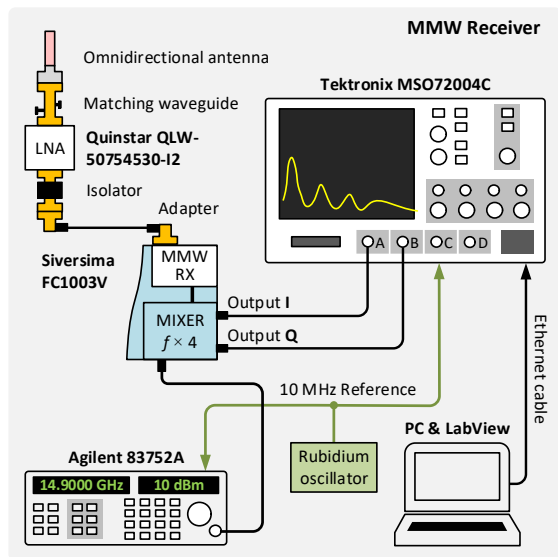 MMW Receiver
Omnidirectional antenna
Tektronix MSO72004C
Matching waveguide
LNA
Quinstar QLW-
50754530-I2
Isolator
Adapter
Siversima
FC1003V
MMW
RX
A
B
C
D
MIXER
f × 4
Output I
Output Q
Ethernet cable
10 MHz Reference
Rubidium
oscillator
PC & LabView
Agilent 83752A
14.9000 GHz
10 dBm